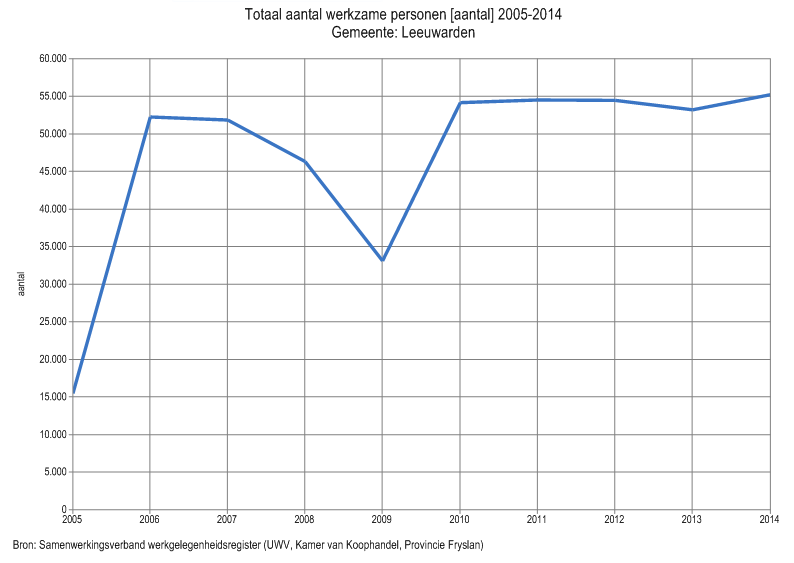 Totaal aantal werkzame personen [aantal] 2005-2014
Gemeente: Leeuwarden
60.000
55.000
50.000
45.000
40.000
35.000
30.000
aantal
25.000
20.000
15.000
10.000
5.000
0
2005 2006 2007 2008 2009 2010 2011 2012 2013 2014
Bron: Samenwerkingsverband werkgelegenheidsregister (UWV, Kamer van Koophandel, Provincie Fryslan)